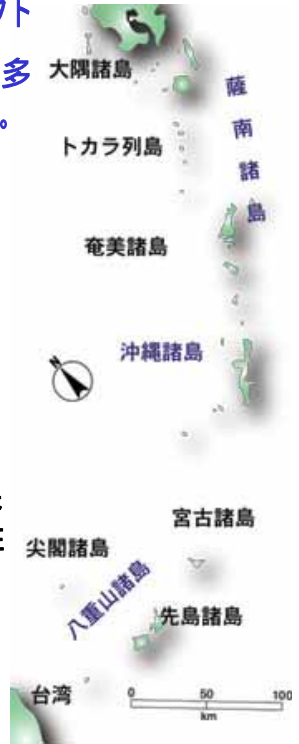 外
多
。
大隅諸島
薩南諸島
トカラ列島
奄美諸島
沖縄諸島
宮古諸島
尖閣諸島
八重山諸島
先島諸島
台湾
0 50 100
km